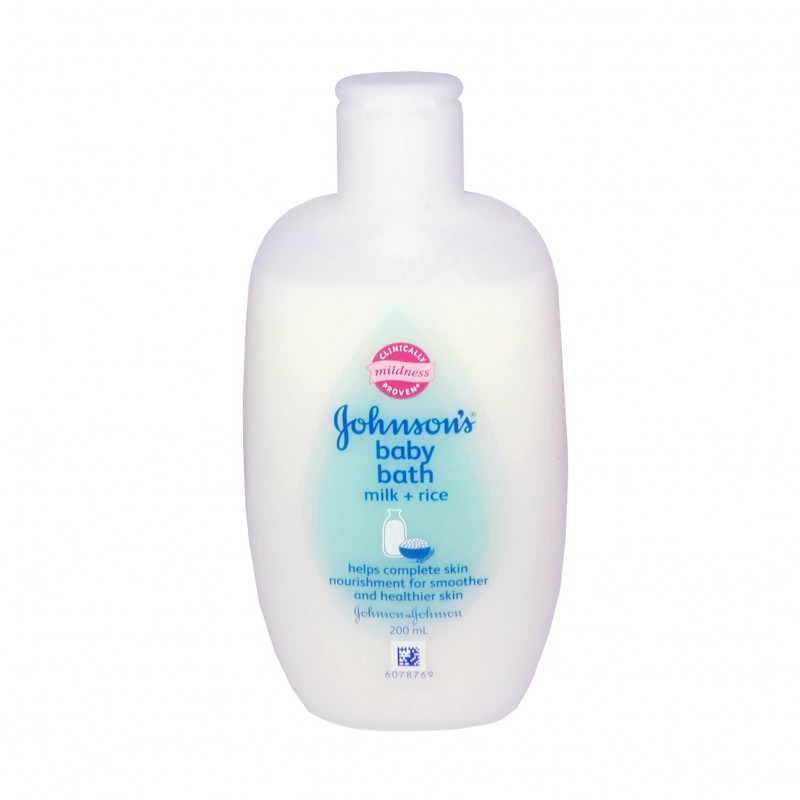 CLINICALLY
mildness
PROVEN®
Johnson's®
baby
bath
milk + rice
helps complete skin
nourishment for smoother
and healthier skin
Johnson & Johnson
200 mL
6078769